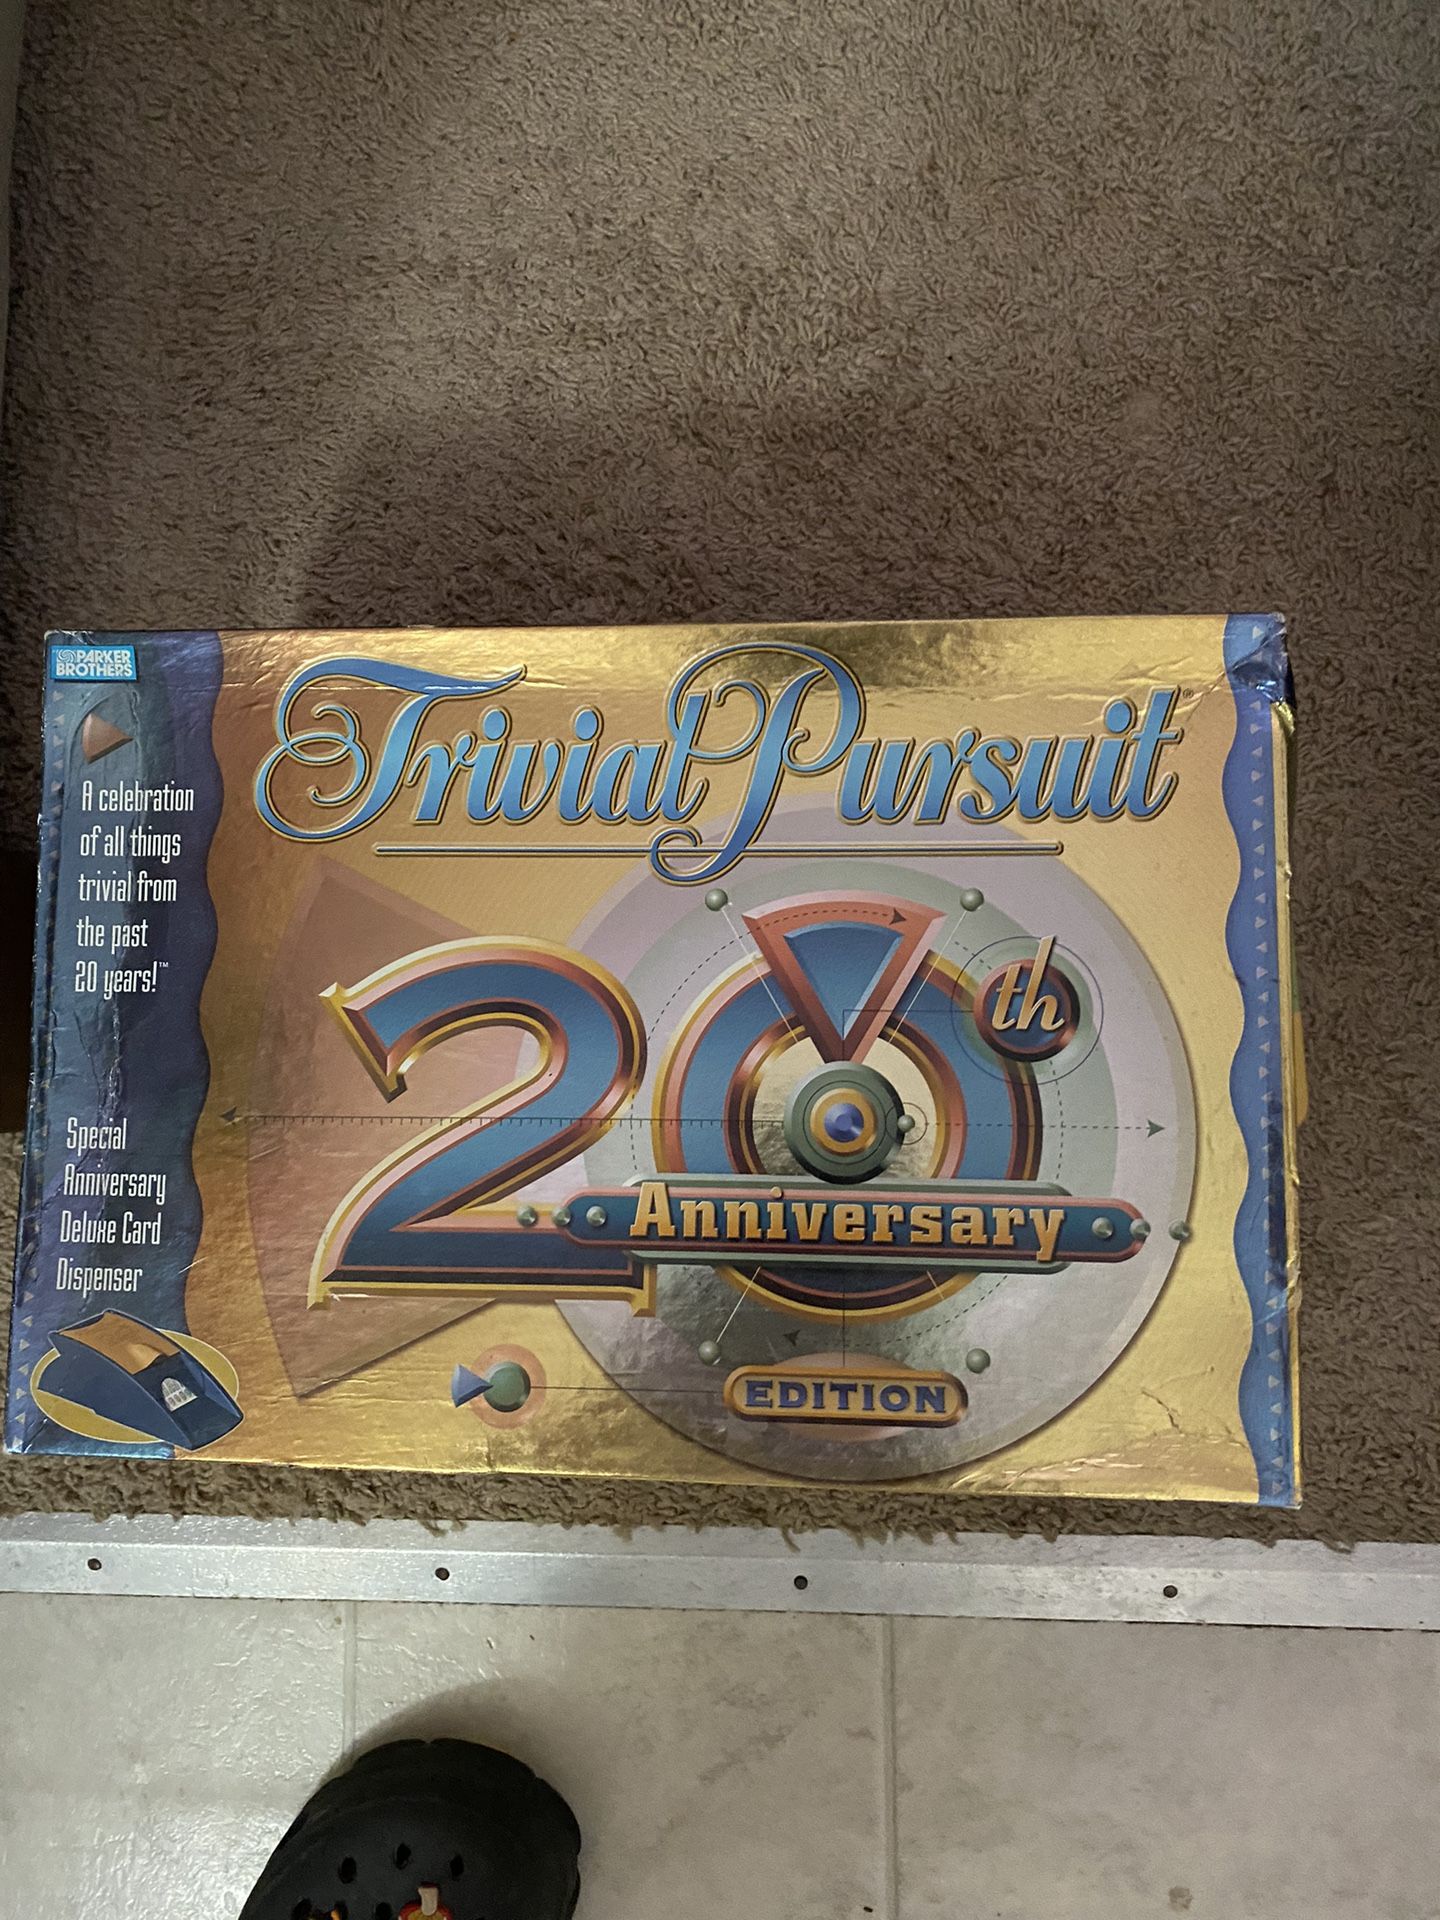 PARKER
BROTHERS
Trivial Pursuit®
A celebration
of all things
trivial from
the past
20 years!™
20th
Anniversary
EDITION
Special
Anniversary
Deluxe Card
Dispenser